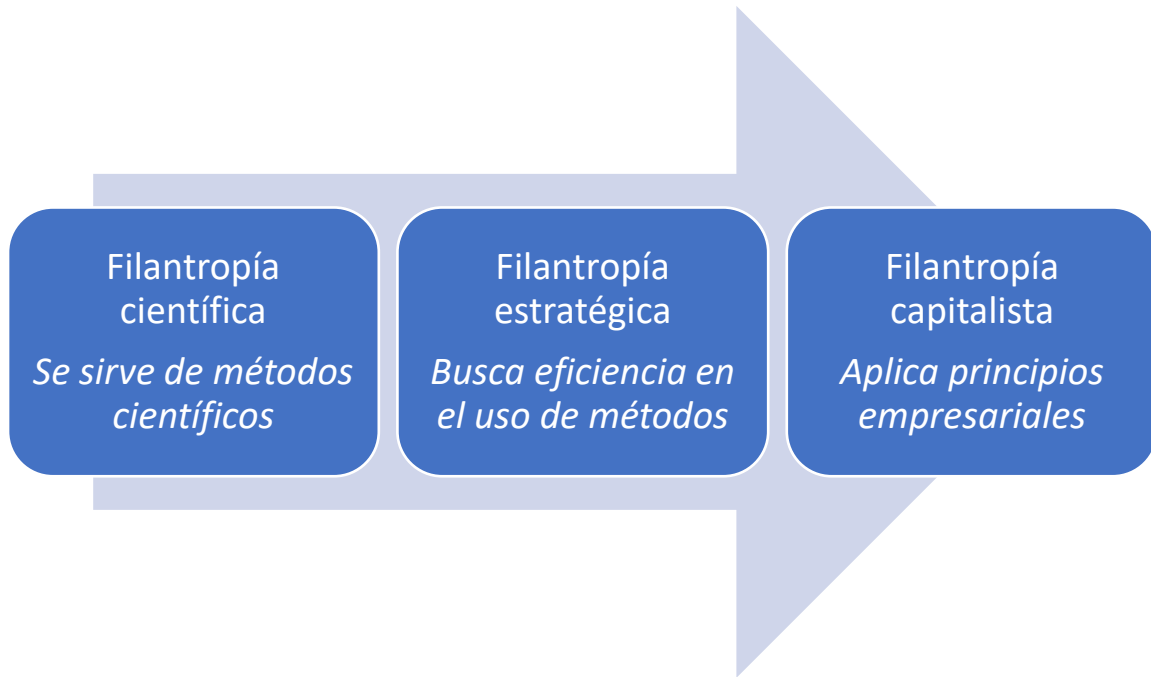 Filantropía
científica
Se sirve de métodos
científicos
Filantropía
estratégica
Busca eficiencia en
el uso de métodos
Filantropía
capitalista
Aplica principios
empresariales